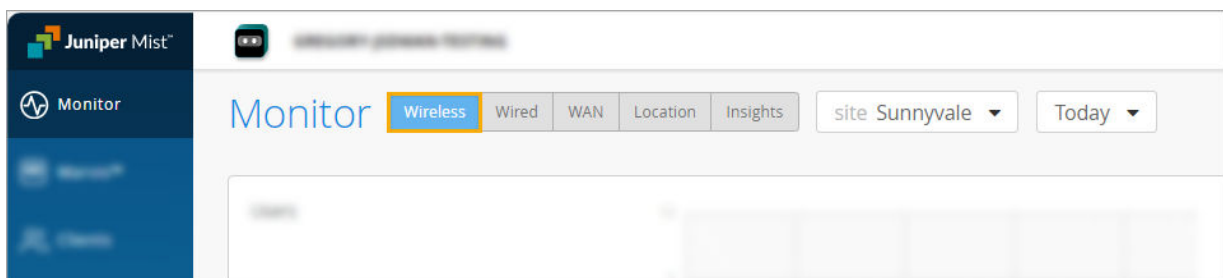 Juniper Mist™
Monitor
Monitor Wireless Wired WAN Location Insights site Sunnyvale Today